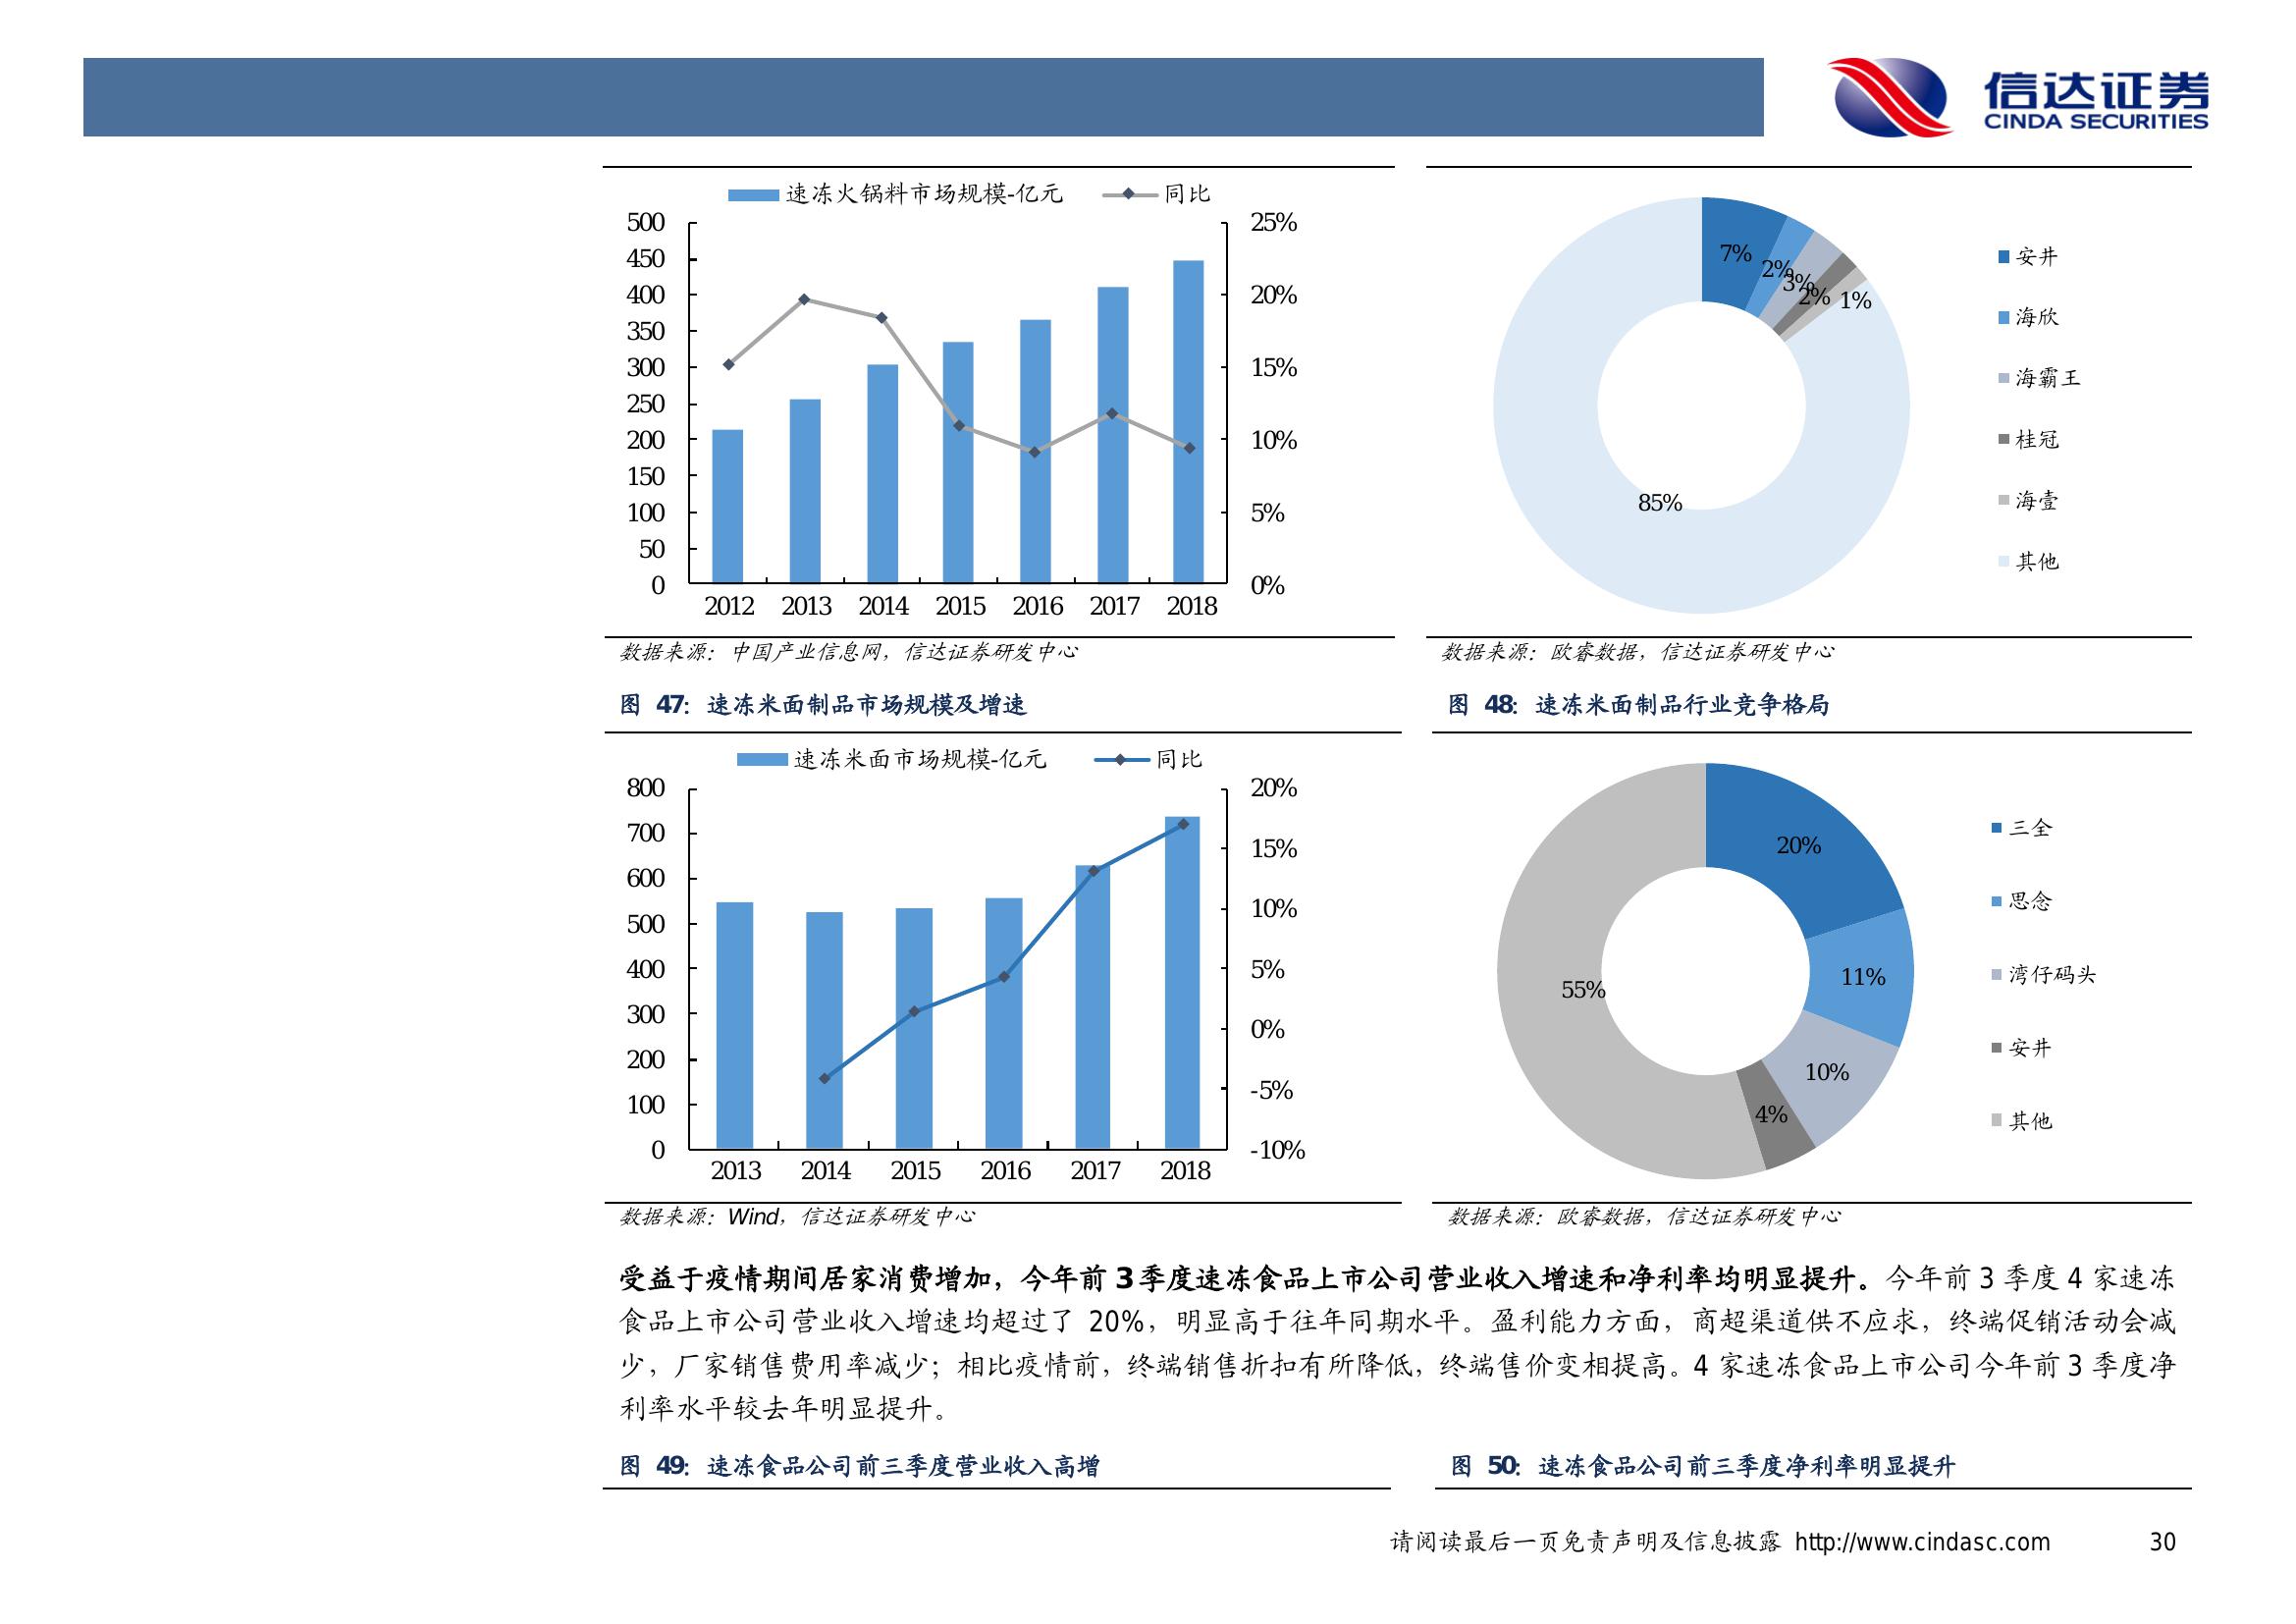 信达证券
CINDA SECURITIES
速冻火锅料市场规模-亿元 同比
500
450
400
350
300
250
200
150
100
50
0
25%
20%
15%
10%
5%
0%
2012 2013 2014 2015 2016 2017 2018
7%
2%
3%
2%
1%
85%
安井
海欣
海霸王
桂冠
海壹
其他
数据来源：中国产业信息网，信达证券研发中心
数据来源：欧睿数据，信达证券研发中心
图 47：速冻米面制品市场规模及增速
图 48：速冻米面制品行业竞争格局
速冻米面市场规模-亿元 同比
800
700
600
500
400
300
200
100
0
20%
15%
10%
5%
0%
-5%
-10%
2013 2014 2015 2016 2017 2018
20%
11%
10%
4%
55%
三全
思念
湾仔码头
安井
其他
数据来源：Wind，信达证券研发中心
数据来源：欧睿数据，信达证券研发中心
受益于疫情期间居家消费增加，今年前 3 季度速冻食品上市公司营业收入增速和净利率均明显提升。今年前 3 季度 4 家速冻
食品上市公司营业收入增速均超过了 20%，明显高于往年同期水平。盈利能力方面，商超渠道供不应求，终端促销活动会减
少，厂家销售费用率减少；相比疫情前，终端销售折扣有所降低，终端售价变相提高。4 家速冻食品上市公司今年前 3 季度净
利率水平较去年明显提升。
图 49：速冻食品公司前三季度营业收入高增
图 50：速冻食品公司前三季度净利率明显提升
请阅读最后一页免责声明及信息披露 http://www.cindasc.com 30